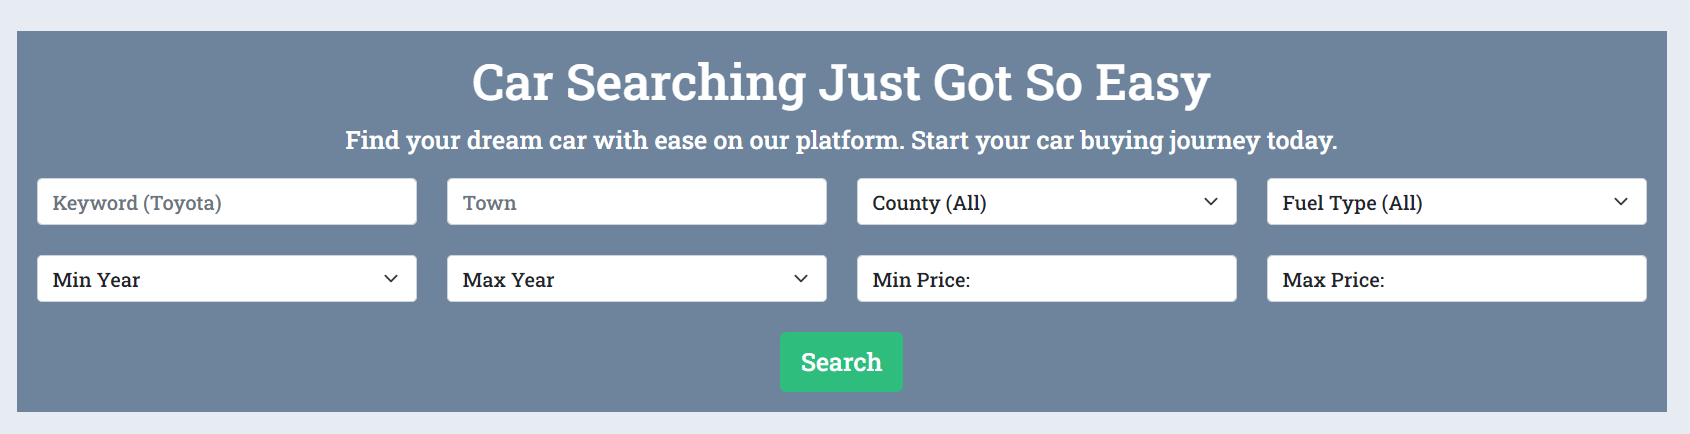 Car Searching Just Got So Easy
Find your dream car with ease on our platform. Start your car buying journey today.
Keyword (Toyota)
Town
County (All)
Fuel Type (All)
Min Year
Max Year
Min Price:
Max Price:
Search